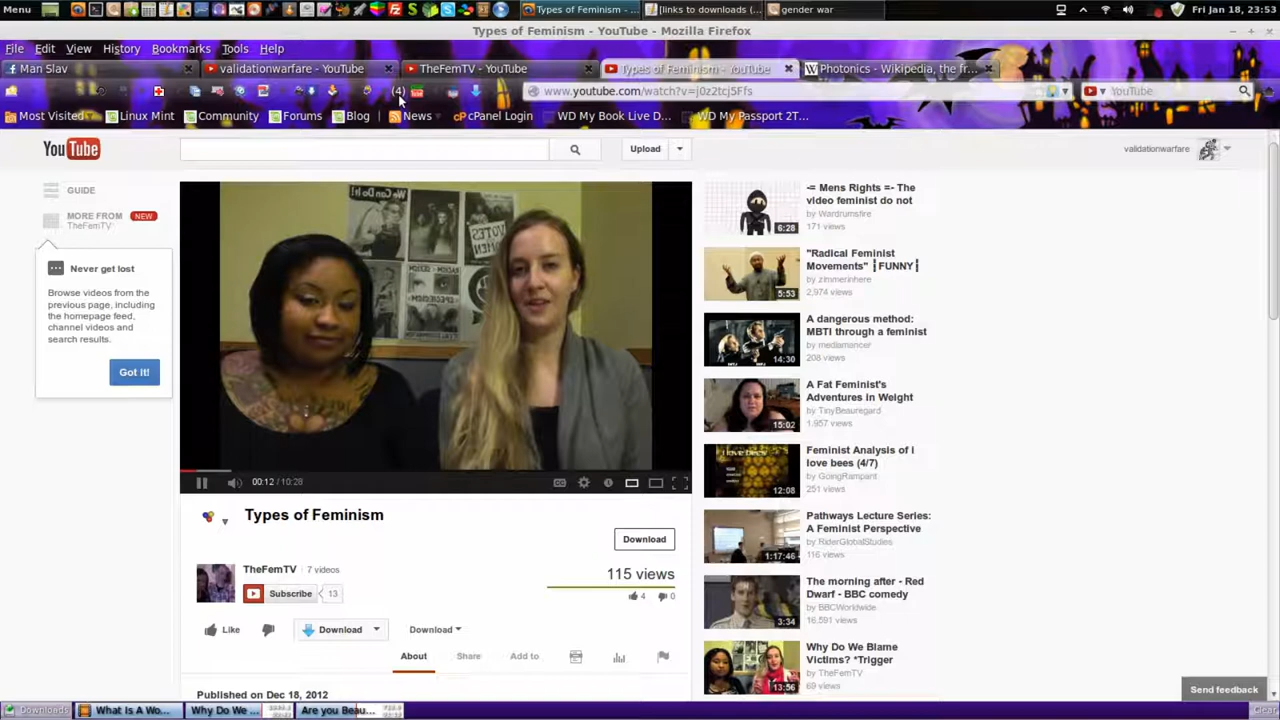 Menu
Types of Feminism - ...
[links to downloads (...
gender war
Fri Jan 18, 23:53
Types of Feminism - YouTube - Mozilla Firefox
File Edit View History Bookmarks Tools Help
Man Slav
validationwarfare - YouTube
TheFemTV - YouTube
Types of Feminism - YouTube
Photonics - Wikipedia, the fr...
(4)
www.youtube.com/watch?v=j0z2tcj5Ffs
YouTube
Most Visited
Linux Mint
Community
Forums
Blog
News
cPanel Login
WD My Book Live D...
WD My Passport 2T...
YouTube
Upload
validationwarfare
GUIDE
MORE FROM NEW
TheFemTV
Never get lost
Browse videos from the
previous page, including
the homepage feed,
channel videos and
search results.
Got it!
We Can Do It!
VOTES
WOMEN
00:12 / 10:28
CC
Types of Feminism
Download
TheFemTV 7 videos
Subscribe 13
115 views
4 0
Like
Download
Download
About
Share
Add to
Published on Dec 18, 2012
-= Mens Rights =- The
video feminist do not
by Wardrumsfire
171 views
6:28
"Radical Feminist
Movements" ┇FUNNY┇
by zimmerinhere
2,974 views
5:53
A dangerous method:
MBTI through a feminist
by mediamancer
208 views
14:30
A Fat Feminist's
Adventures in Weight
by TinyBeauregard
1,957 views
15:02
Feminist Analysis of i
love bees (4/7)
by GoingRampant
251 views
12:08
Pathways Lecture Series:
A Feminist Perspective
by RiderGlobalStudies
116 views
1:17:46
The morning after - Red
Dwarf - BBC comedy
by BBCWorldwide
16,591 views
3:34
Why Do We Blame
Victims? *Trigger
by TheFemTV
69 views
13:56
Send feedback
Downloads
What Is A Wo...
Why Do We ...
Are you Beau...
Clear